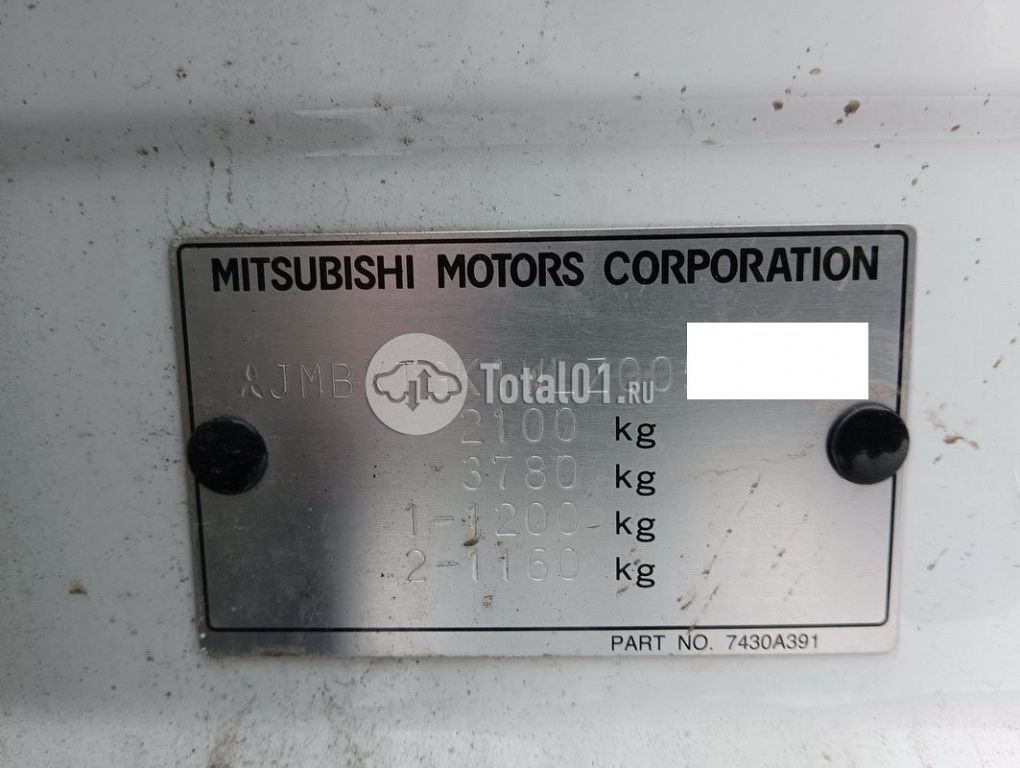 MITSUBISHI MOTORS CORPORATION
Total01.RU
2100 kg
3780 kg
1-1200 kg
2-1160 kg
PART NO. 7430A391